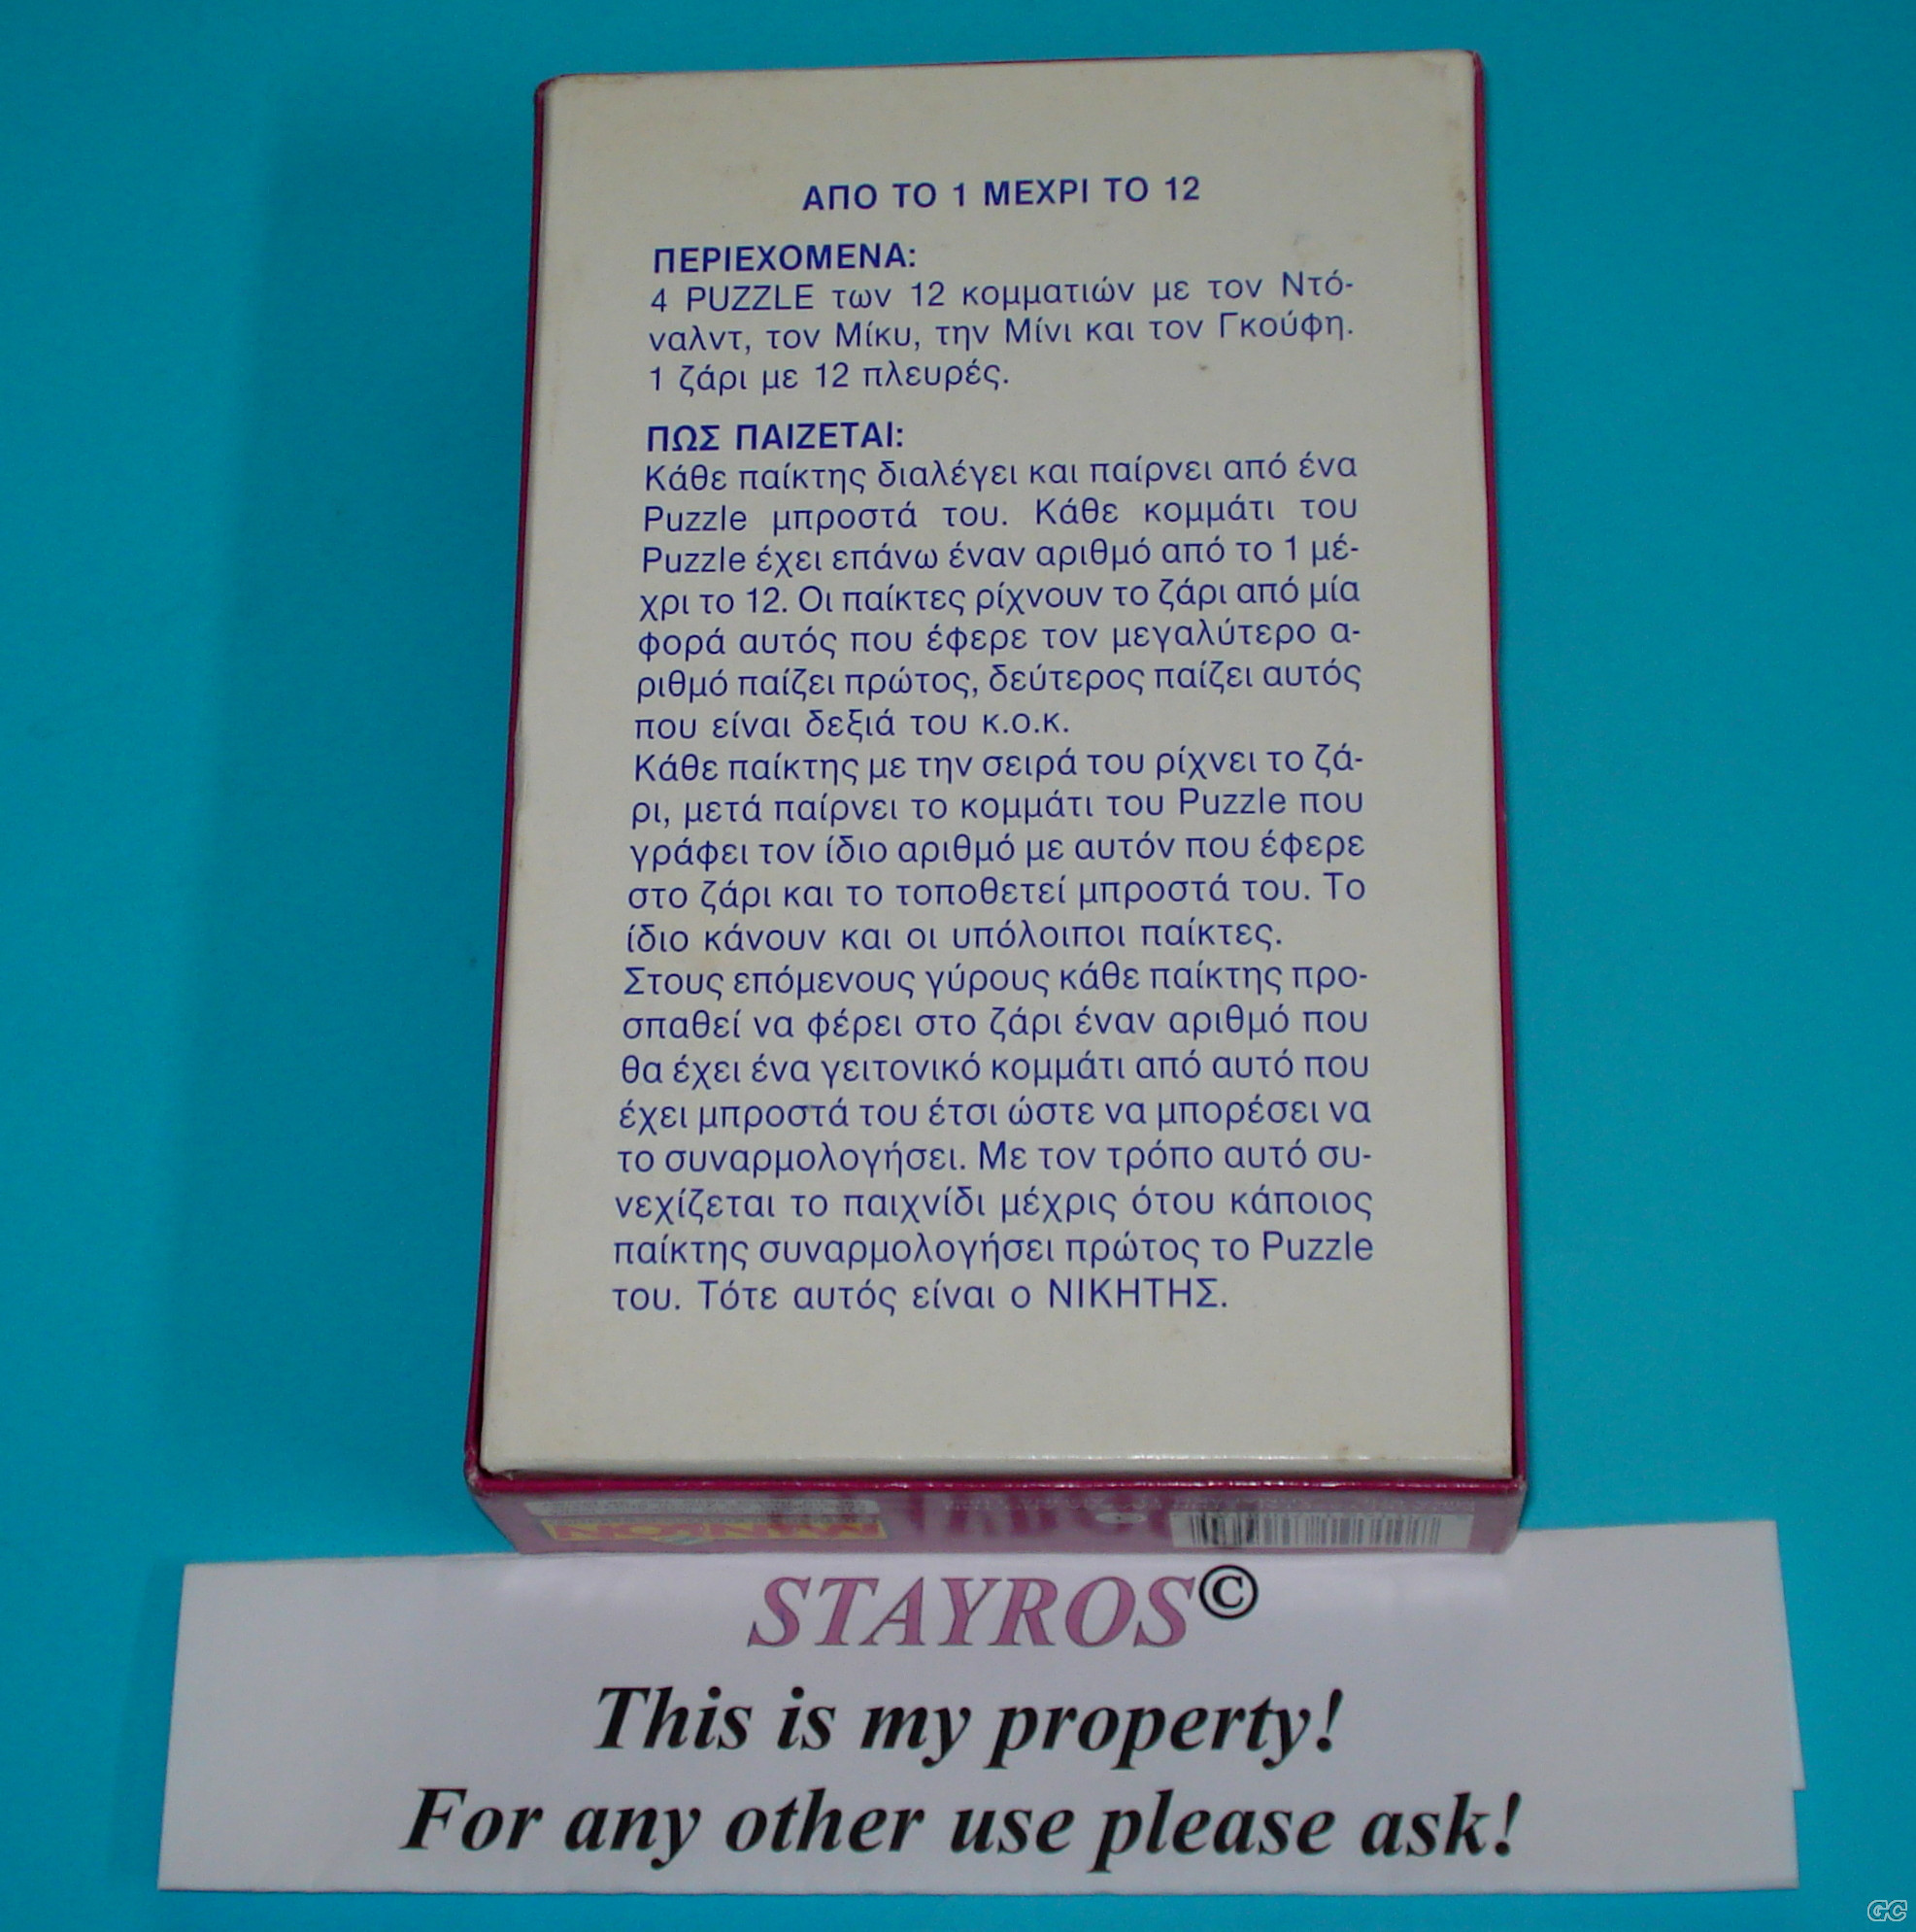 ΑΠΟ ΤΟ 1 ΜΕΧΡΙ ΤΟ 12
ΠΕΡΙΕΧΟΜΕΝΑ:
4 PUZZLE των 12 κομματιών με τον Ντό-
ναλντ, τον Μίκυ, την Μίνι και τον Γκούφη.
1 ζάρι με 12 πλευρές.
ΠΩΣ ΠΑΙΖΕΤΑΙ:
Κάθε παίκτης διαλέγει και παίρνει από ένα
Puzzle μπροστά του. Κάθε κομμάτι του
Puzzle έχει επάνω έναν αριθμό από το 1 μέ-
χρι το 12. Οι παίκτες ρίχνουν το ζάρι από μία
φορά αυτός που έφερε τον μεγαλύτερο α-
ριθμό παίζει πρώτος, δεύτερος παίζει αυτός
που είναι δεξιά του κ.ο.κ.
Κάθε παίκτης με την σειρά του ρίχνει το ζά-
ρι, μετά παίρνει το κομμάτι του Puzzle που
γράφει τον ίδιο αριθμό με αυτόν που έφερε
στο ζάρι και το τοποθετεί μπροστά του. Το
ίδιο κάνουν και οι υπόλοιποι παίκτες.
Στους επόμενους γύρους κάθε παίκτης προ-
σπαθεί να φέρει στο ζάρι έναν αριθμό που
θα έχει ένα γειτονικό κομμάτι από αυτό που
έχει μπροστά του έτσι ώστε να μπορέσει να
το συναρμολογήσει. Με τον τρόπο αυτό συ-
νεχίζεται το παιχνίδι μέχρις ότου κάποιος
παίκτης συναρμολογήσει πρώτος το Puzzle
του. Τότε αυτός είναι ο ΝΙΚΗΤΗΣ.
STAYROS©
This is my property!
For any other use please ask!
GC